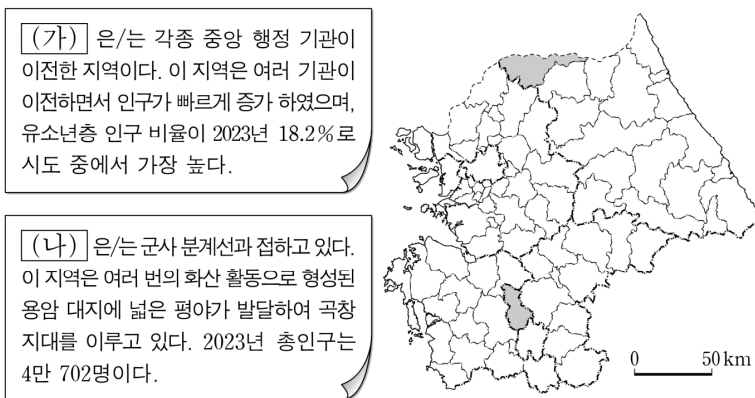 (가) 은/는 각종 중앙 행정 기관이
이전한 지역이다. 이 지역은 여러 기관이
이전하면서 인구가 빠르게 증가 하였으며,
유소년층 인구 비율이 2023년 18.2%로
시도 중에서 가장 높다.
(나) 은/는 군사 분계선과 접하고 있다.
이 지역은 여러 번의 화산 활동으로 형성된
용암 대지에 넓은 평야가 발달하여 곡창
지대를 이루고 있다. 2023년 총인구는
4만 702명이다.
0 50 km